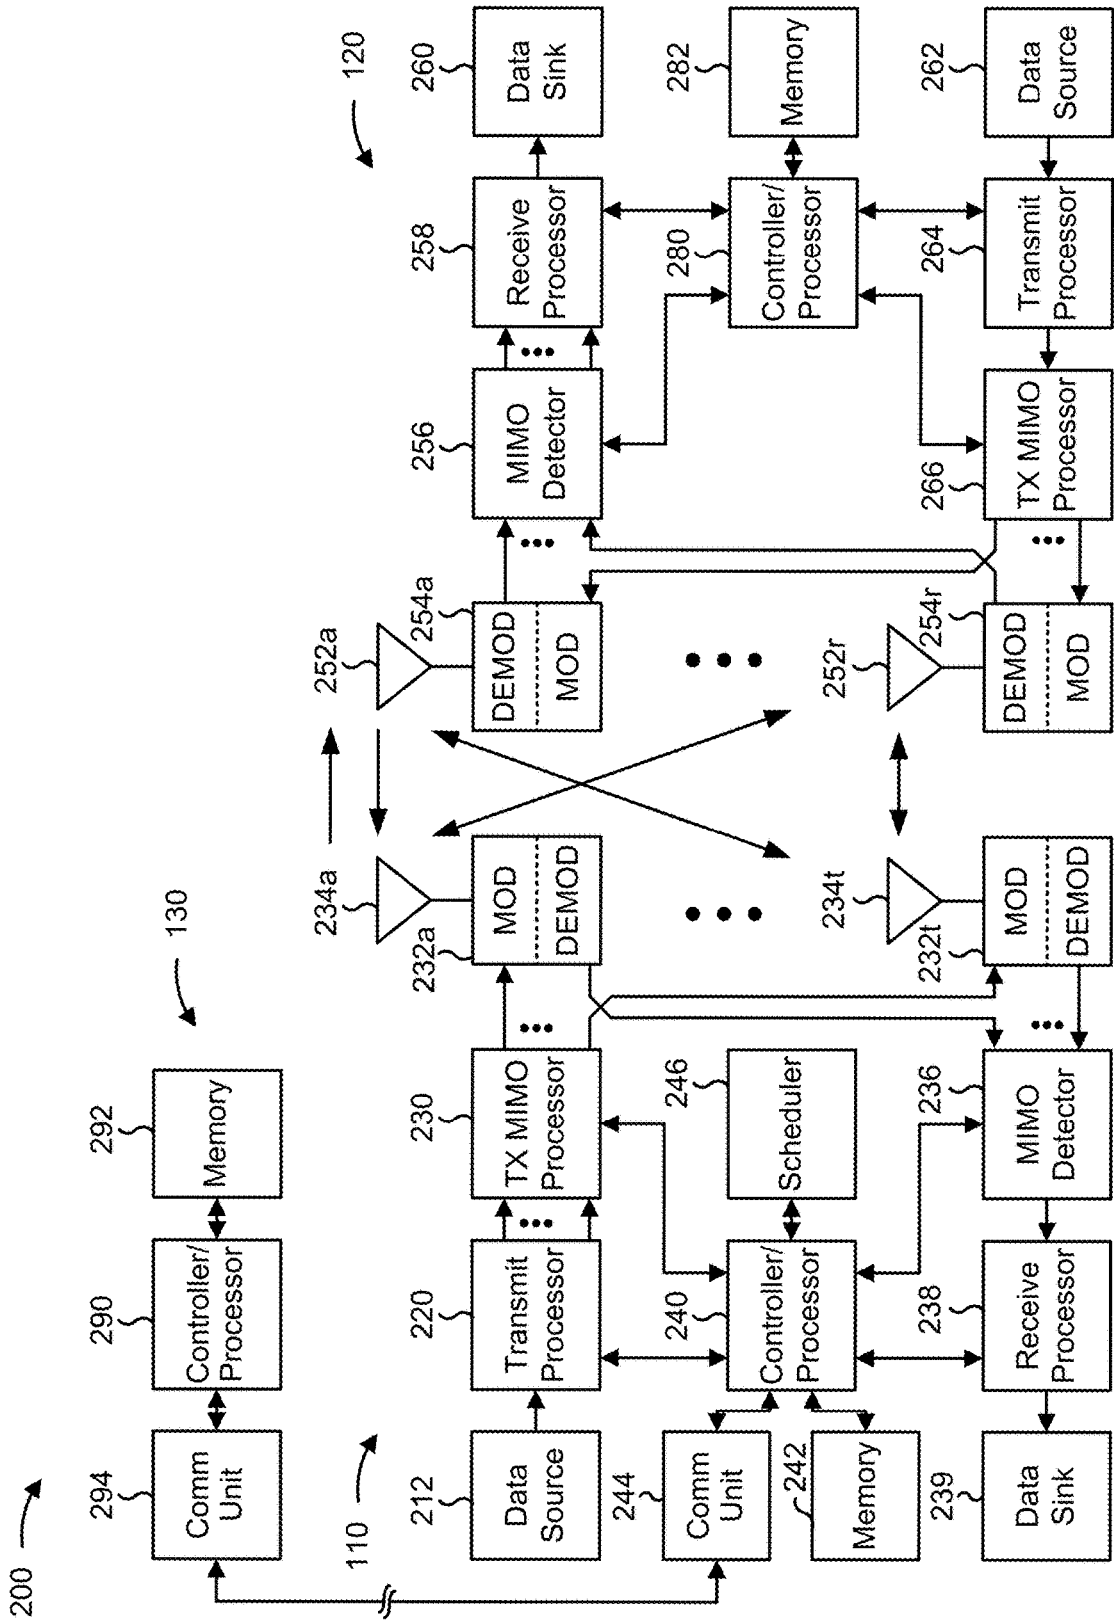 200
130
294
290
292
Comm
Unit
Controller/
Processor
Memory
110
120
212
220
230
232a
234a
252a
254a
256
258
260
Data
Source
Transmit
Processor
TX MIMO
Processor
MOD
DEMOD
DEMOD
MOD
MIMO
Detector
Receive
Processor
Data
Sink
244
240
246
280
282
Comm
Unit
242
Memory
Controller/
Processor
Scheduler
Controller/
Processor
Memory
239
238
236
232t
234t
252r
254r
266
264
262
Data
Sink
Receive
Processor
MIMO
Detector
MOD
DEMOD
DEMOD
MOD
TX MIMO
Processor
Transmit
Processor
Data
Source